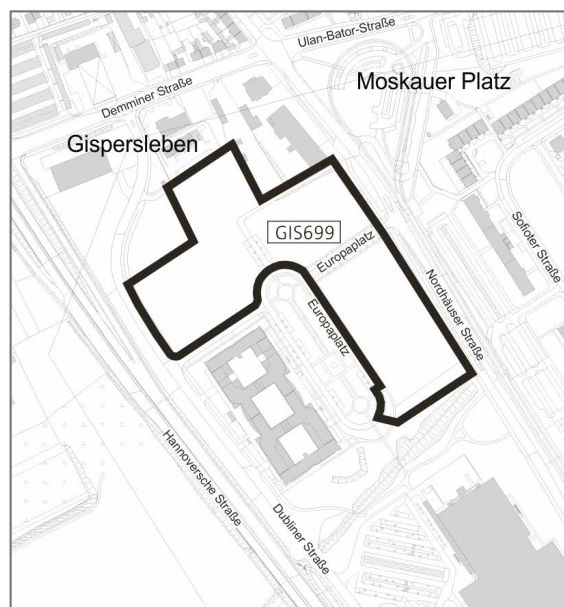 Ulan-Bator-Straße
Moskauer Platz
Demminer Straße
Gispersleben
Sofioter Straße
GIS699
Europaplatz
Europaplatz
Nordhäuser Straße
Hannoversche Straße
Dubliner Straße